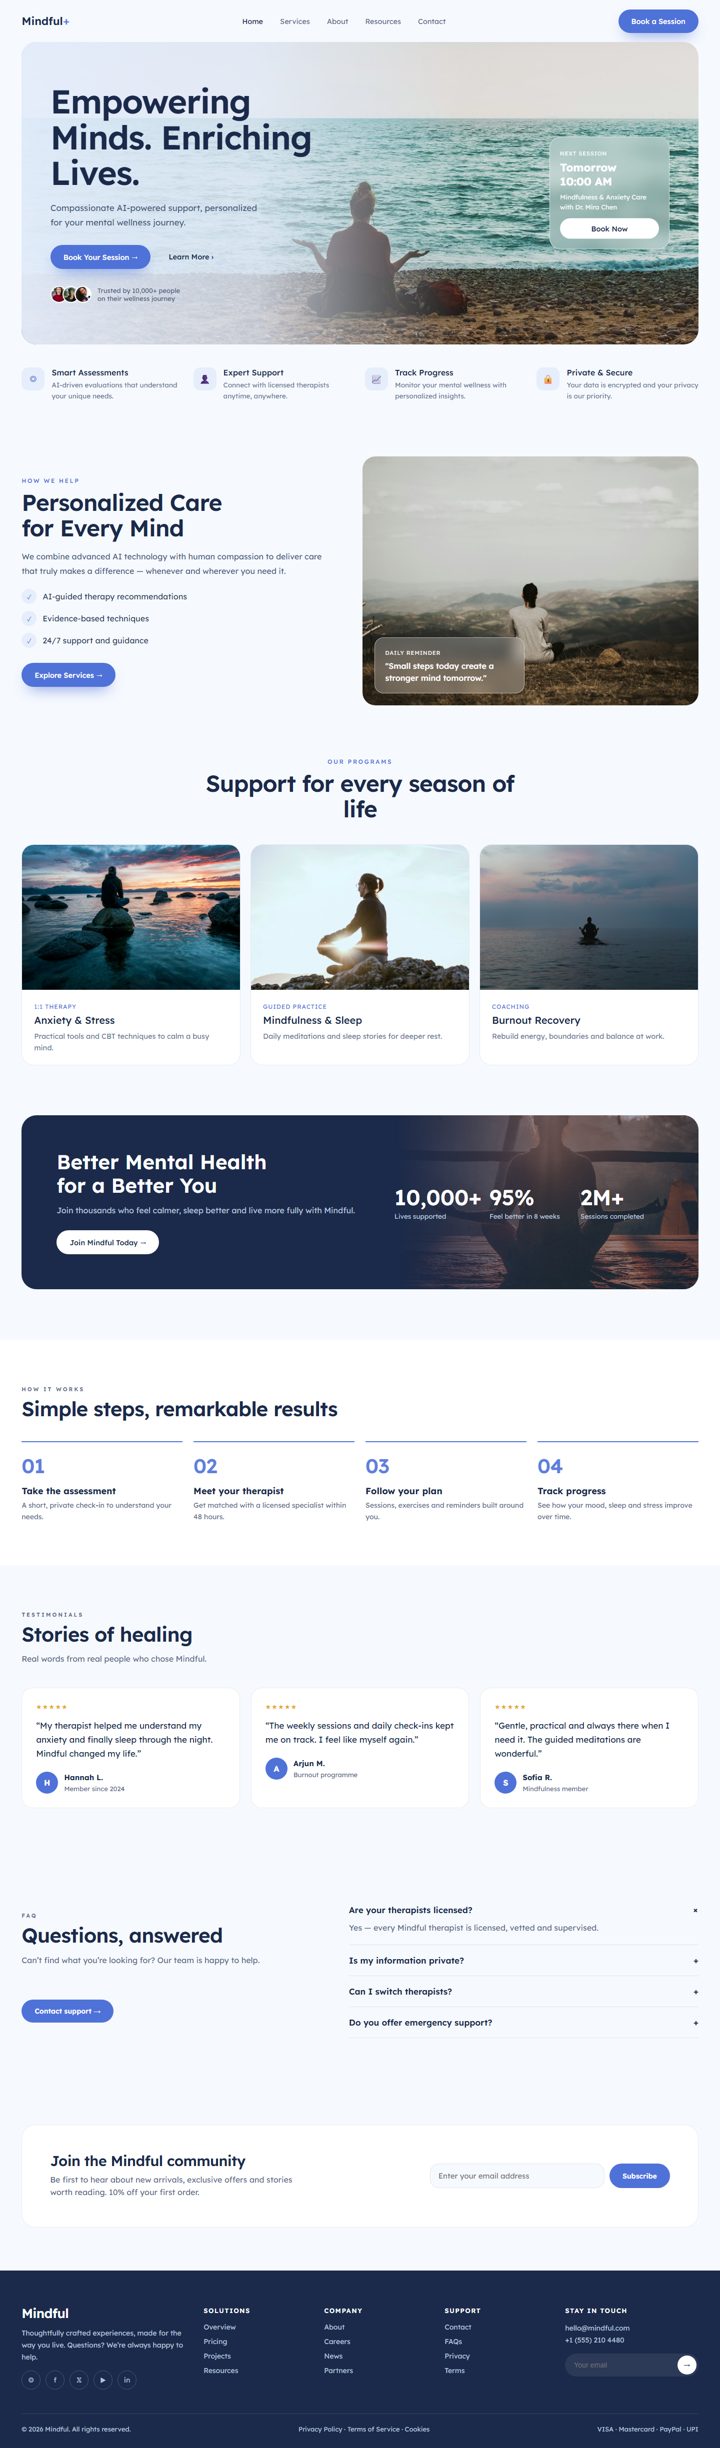 Mindful+
Home Services About Resources Contact
Book a Session
Empowering
Minds. Enriching
Lives.
Compassionate AI-powered support, personalized
for your mental wellness journey.
Book Your Session →
Learn More ›
Trusted by 10,000+ people
on their wellness journey
NEXT SESSION
Tomorrow
10:00 AM
Mindfulness & Anxiety Care
with Dr. Mira Chen
Book Now
Smart Assessments
AI-driven evaluations that understand
your unique needs.
Expert Support
Connect with licensed therapists
anytime, anywhere.
Track Progress
Monitor your mental wellness with
personalized insights.
Private & Secure
Your data is encrypted and your privacy
is our priority.
HOW WE HELP
Personalized Care
for Every Mind
We combine advanced AI technology with human compassion to deliver care
that truly makes a difference — whenever and wherever you need it.
✓ AI-guided therapy recommendations
✓ Evidence-based techniques
✓ 24/7 support and guidance
Explore Services →
DAILY REMINDER
"Small steps today create a
stronger mind tomorrow."
OUR PROGRAMS
Support for every season of
life
1:1 THERAPY
Anxiety & Stress
Practical tools and CBT techniques to calm a busy
mind.
GUIDED PRACTICE
Mindfulness & Sleep
Daily meditations and sleep stories for deeper rest.
COACHING
Burnout Recovery
Rebuild energy, boundaries and balance at work.
Better Mental Health
for a Better You
Join thousands who feel calmer, sleep better and live more fully with Mindful.
Join Mindful Today →
10,000+
Lives supported
95%
Feel better in 8 weeks
2M+
Sessions completed
HOW IT WORKS
Simple steps, remarkable results
01
Take the assessment
A short, private check-in to understand your
needs.
02
Meet your therapist
Get matched with a licensed specialist within
48 hours.
03
Follow your plan
Sessions, exercises and reminders built around
you.
04
Track progress
See how your mood, sleep and stress improve
over time.
TESTIMONIALS
Stories of healing
Real words from real people who chose Mindful.
★★★★★
"My therapist helped me understand my
anxiety and finally sleep through the night.
Mindful changed my life."
H
Hannah L.
Member since 2024
★★★★★
"The weekly sessions and daily check-ins kept
me on track. I feel like myself again."
A
Arjun M.
Burnout programme
★★★★★
"Gentle, practical and always there when I
need it. The guided meditations are
wonderful."
S
Sofia R.
Mindfulness member
FAQ
Questions, answered
Can't find what you're looking for? Our team is happy to help.
Contact support →
Are your therapists licensed? ×
Yes — every Mindful therapist is licensed, vetted and supervised.
Is my information private? +
Can I switch therapists? +
Do you offer emergency support? +
Join the Mindful community
Be first to hear about new arrivals, exclusive offers and stories
worth reading. 10% off your first order.
Enter your email address
Subscribe
Mindful
Thoughtfully crafted experiences, made for the
way you live. Questions? We're always happy to
help.
f 𝕏 ▶ in
SOLUTIONS
Overview
Pricing
Projects
Resources
COMPANY
About
Careers
News
Partners
SUPPORT
Contact
FAQs
Privacy
Terms
STAY IN TOUCH
hello@mindful.com
+1 (555) 210 4480
Your email →
© 2026 Mindful. All rights reserved.
Privacy Policy · Terms of Service · Cookies
VISA · Mastercard · PayPal · UPI